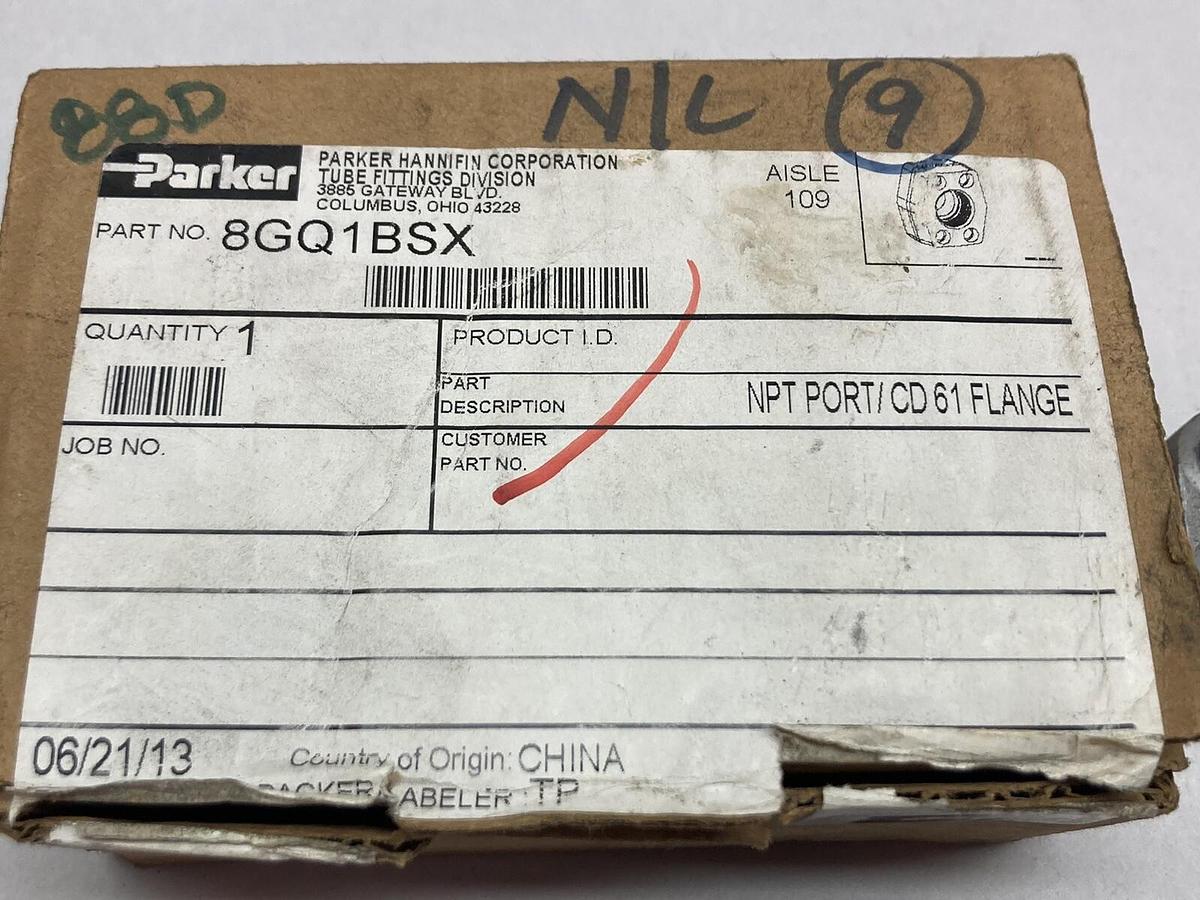 88D
N/L 9
Parker
PARKER HANNIFIN CORPORATION
TUBE FITTINGS DIVISION
3885 GATEWAY BLVD.
COLUMBUS, OHIO 43228
AISLE
109
PART NO. 8GQ1BSX
QUANTITY 1
PRODUCT I.D.
PART
DESCRIPTION
NPT PORT/ CD 61 FLANGE
JOB NO.
CUSTOMER
PART NO.
06/21/13
Country of Origin: CHINA
TP